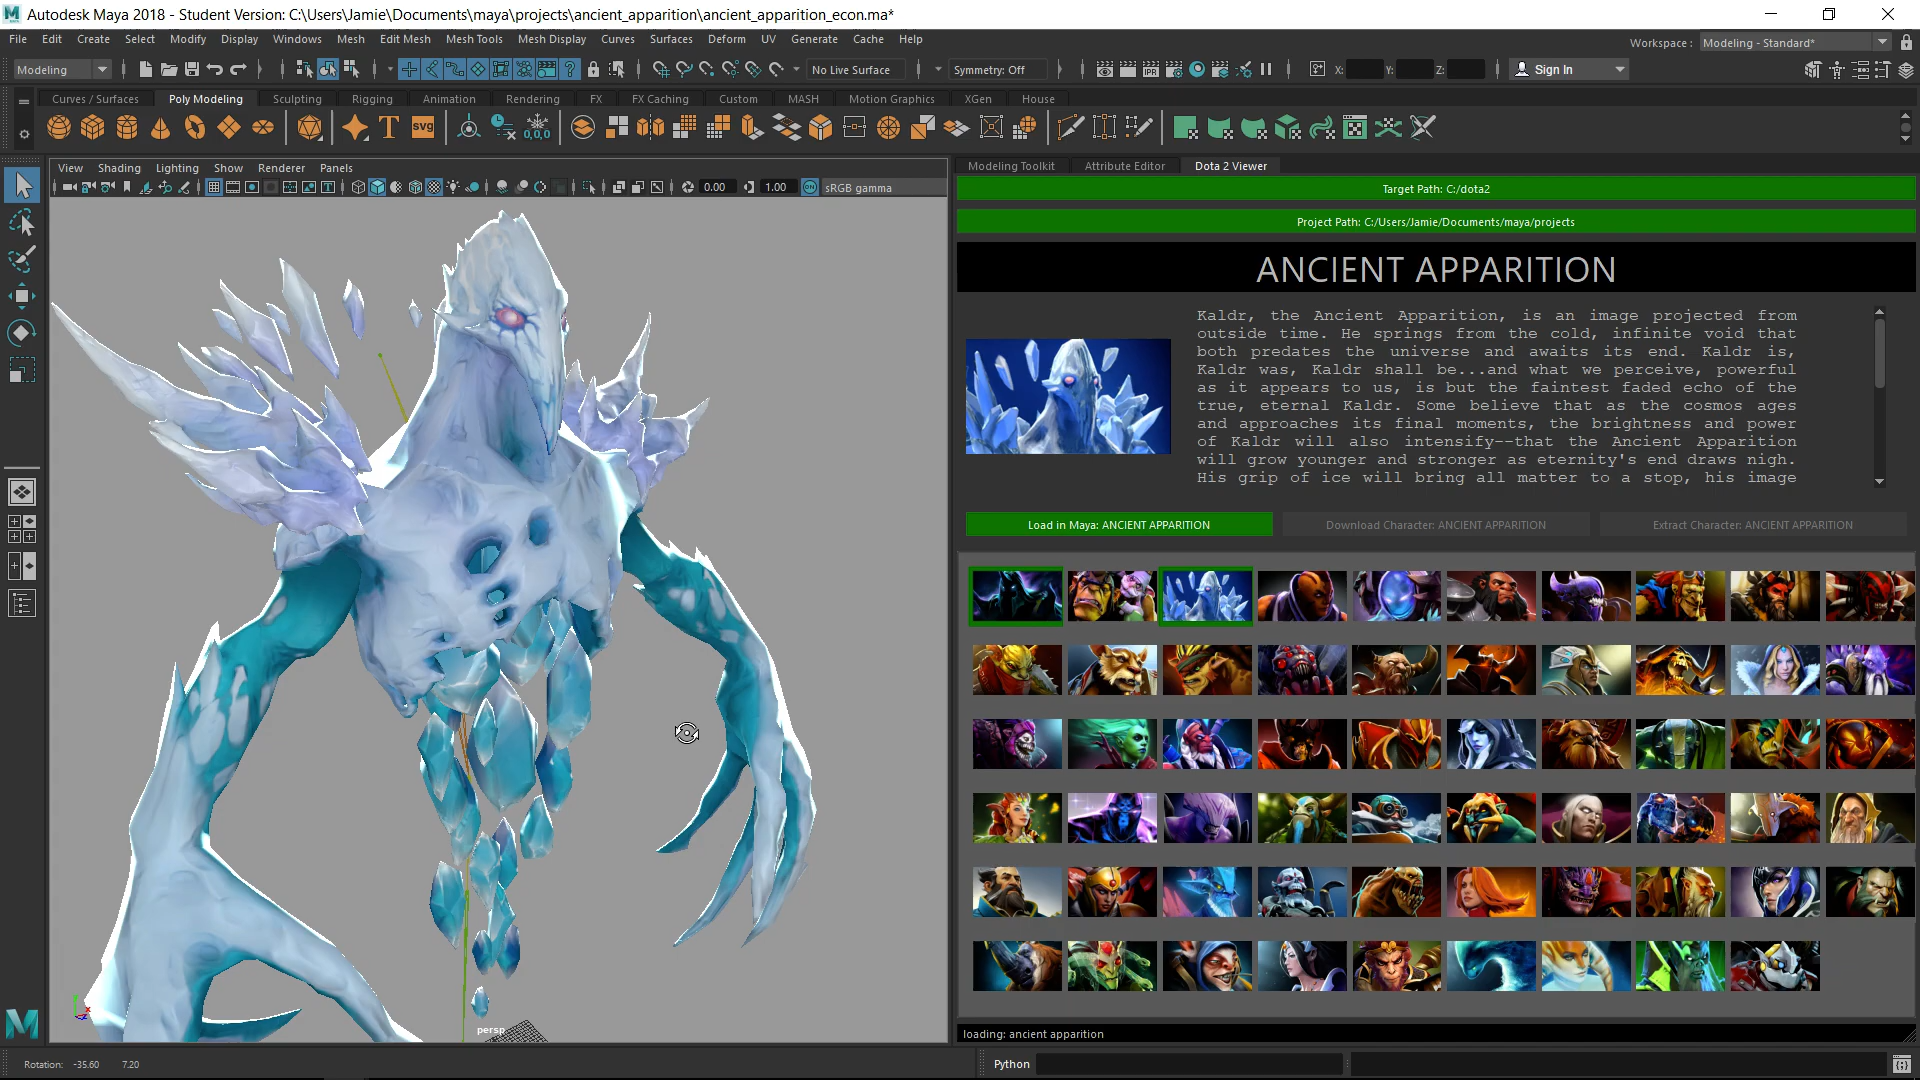 Autodesk Maya 2018 - Student Version: C:\Users\Jamie\Documents\maya\projects\ancient_apparition\ancient_apparition_econ.ma*
File Edit Create Select Modify Display Windows Mesh Edit Mesh Mesh Tools Mesh Display Curves Surfaces Deform UV Generate Cache Help
Workspace : Modeling - Standard*
Modeling No Live Surface Symmetry: Off X: Y: Z: Sign In
Curves / Surfaces Poly Modeling Sculpting Rigging Animation Rendering FX FX Caching Custom MASH Motion Graphics XGen House
T svg 0,0,0
View Shading Lighting Show Renderer Panels
0.00 1.00 ON sRGB gamma
persp
Modeling Toolkit Attribute Editor Dota 2 Viewer
Target Path: C:/dota2
Project Path: C:/Users/Jamie/Documents/maya/projects
ANCIENT APPARITION
Kaldr, the Ancient Apparition, is an image projected from
outside time. He springs from the cold, infinite void that
both predates the universe and awaits its end. Kaldr is,
Kaldr was, Kaldr shall be...and what we perceive, powerful
as it appears to us, is but the faintest faded echo of the
true, eternal Kaldr. Some believe that as the cosmos ages
and approaches its final moments, the brightness and power
of Kaldr will also intensify--that the Ancient Apparition
will grow younger and stronger as eternity's end draws nigh.
His grip of ice will bring all matter to a stop, his image
Load in Maya: ANCIENT APPARITION Download Character: ANCIENT APPARITION Extract Character: ANCIENT APPARITION
loading: ancient apparition
Rotation: -35.60 7.20
Python